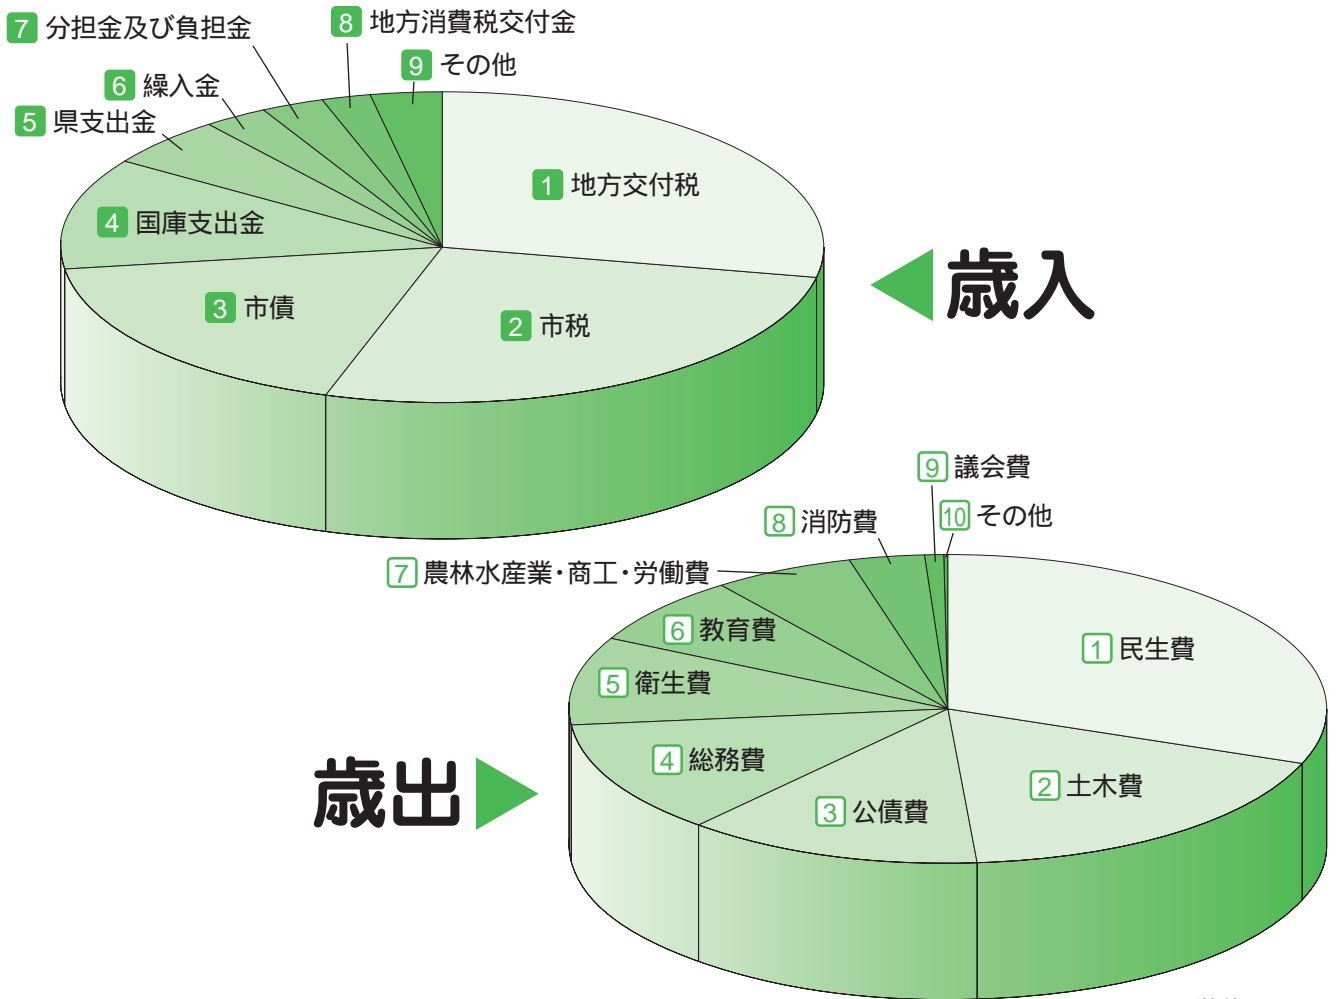 7 分担金及び負担金
8 地方消費税交付金
9 その他
6 繰入金
5 県支出金
1 地方交付税
4 国庫支出金
3 市債
2 市税
歳入
9 議会費
10 その他
8 消防費
7 農林水産業・商工・労働費
6 教育費
1 民生費
5 衛生費
4 総務費
2 土木費
3 公債費
歳出